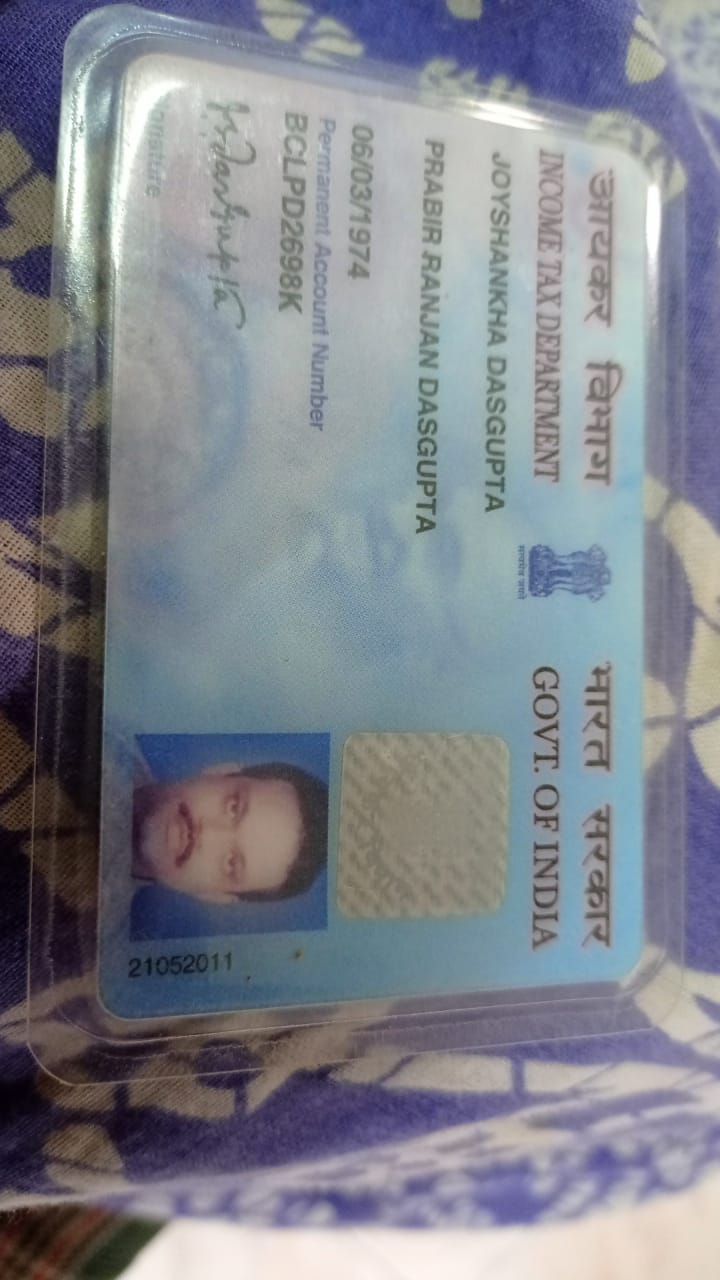 आयकर विभाग
INCOME TAX DEPARTMENT
भारत सरकार
GOVT. OF INDIA
सत्यमेव जयते
JOYSHANKHA DASGUPTA
PRABIR RANJAN DASGUPTA
06/03/1974
Permanent Account Number
BCLPD2698K
Signature
21052011